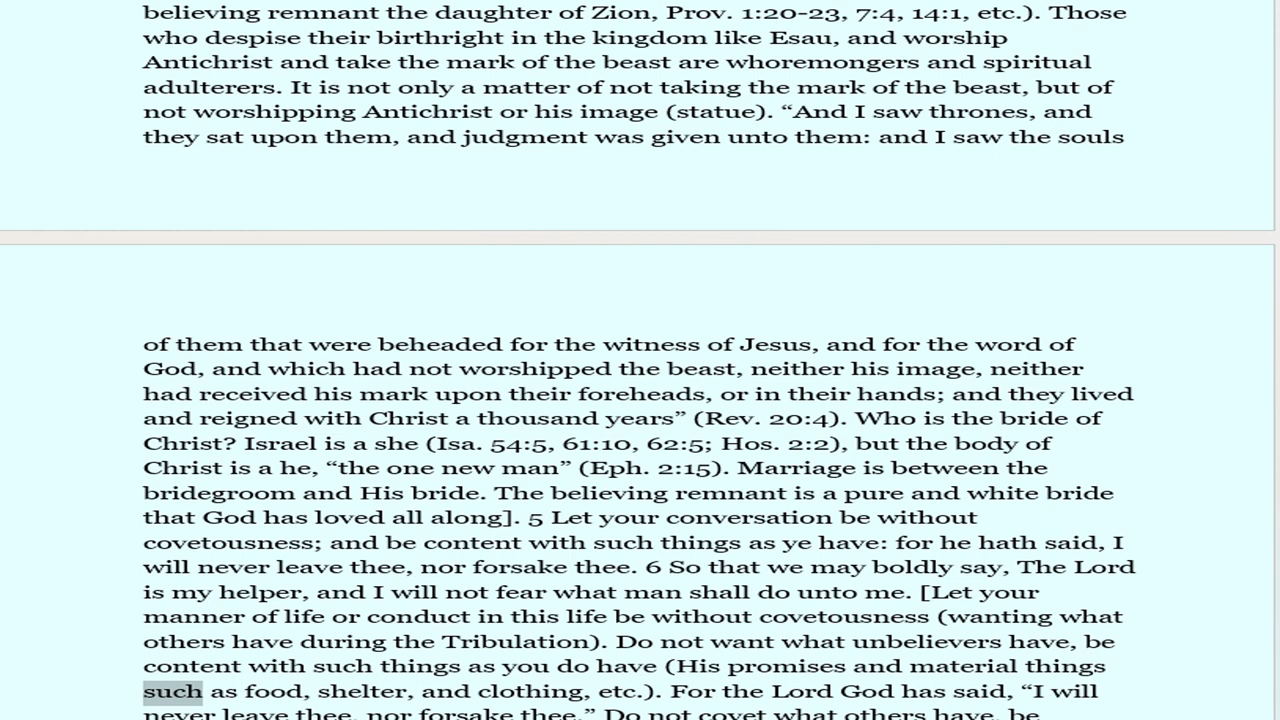 believing remnant the daughter of Zion, Prov. 1:20-23, 7:4, 14:1, etc.). Those
who despise their birthright in the kingdom like Esau, and worship
Antichrist and take the mark of the beast are whoremongers and spiritual
adulterers. It is not only a matter of not taking the mark of the beast, but of
not worshipping Antichrist or his image (statue). “And I saw thrones, and
they sat upon them, and judgment was given unto them: and I saw the souls
of them that were beheaded for the witness of Jesus, and for the word of
God, and which had not worshipped the beast, neither his image, neither
had received his mark upon their foreheads, or in their hands; and they lived
and reigned with Christ a thousand years” (Rev. 20:4). Who is the bride of
Christ? Israel is a she (Isa. 54:5, 61:10, 62:5; Hos. 2:2), but the body of
Christ is a he, “the one new man” (Eph. 2:15). Marriage is between the
bridegroom and His bride. The believing remnant is a pure and white bride
that God has loved all along]. 5 Let your conversation be without
covetousness; and be content with such things as ye have: for he hath said, I
will never leave thee, nor forsake thee. 6 So that we may boldly say, The Lord
is my helper, and I will not fear what man shall do unto me. [Let your
manner of life or conduct in this life be without covetousness (wanting what
others have during the Tribulation). Do not want what unbelievers have, be
content with such things as you do have (His promises and material things
such as food, shelter, and clothing, etc.). For the Lord God has said, “I will
never leave thee, nor forsake thee.” Do not covet what others have, be